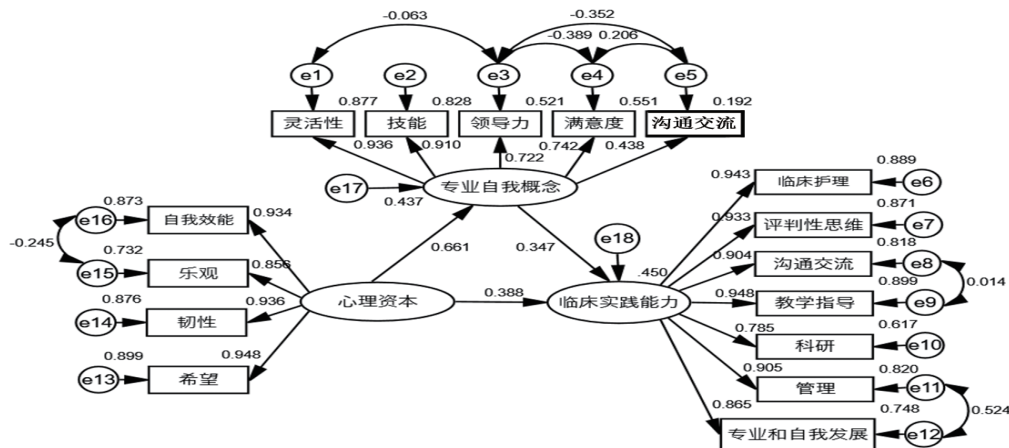 -0.063
-0.352
-0.389 0.206
e1 e2 e3 e4 e5
0.877 0.828 0.521 0.551 0.192
灵活性 技能 领导力 满意度 沟通交流
0.936 0.910 0.722 0.742 0.438
e17 专业自我概念
0.437
0.943 0.889
临床护理 e6
0.933 0.871
评判性思维 e7
0.904 0.818
沟通交流 e8
0.948 0.899 0.014
教学指导 e9
0.785 0.617
科研 e10
0.905 0.820
管理 e11
0.865 0.748 0.524
专业和自我发展 e12
0.873 0.934
e16 自我效能
-0.245
0.732 0.856
e15 乐观
0.876 0.936
e14 韧性
0.899 0.948
e13 希望
0.661 0.347 e18
.450
心理资本 0.388 临床实践能力